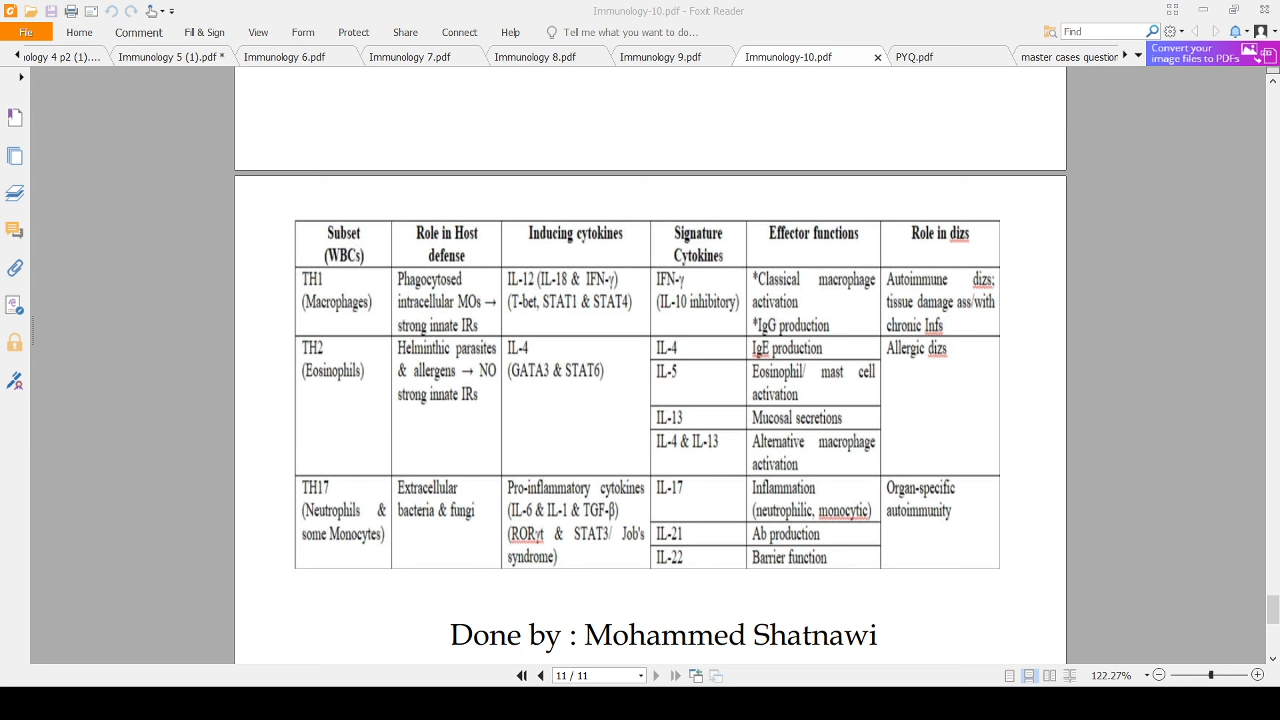 Immunology-10.pdf - Foxit Reader
File Home Comment View Form Protect Share Connect Help Tell me what you want to do... Find
Fill & Sign
ology 4 p2 (1).... Immunology 5 (1).pdf * Immunology 6.pdf Immunology 7.pdf Immunolo Immunology 9.pdf Immunology-10.pdf PYQ.pdf master cases question
Convert your
image files to PDFs
Subset
(WBCs)
Role in Host
defense
Inducing cytokines
Signature
Cytokines
Effector functions
Role in dizs
TH1
(Macrophages)
Phagocytosed
intracellular MOs →
strong innate IRs
IL-12 (IL-18 & IFN-γ)
(T-bet, STAT1 & STAT4)
IFN-γ
(IL-10 inhibitory)
*Classical macrophage
activation
*IgG production
Autoimmune dizs;
tissue damage ass/with
chronic Infs
TH2
(Eosinophils)
Helminthic parasites
& allergens → NO
strong innate IRs
IL-4
(GATA3 & STAT6)
IL-4
IgE production
Allergic dizs
IL-5
Eosinophil/ mast cell
activation
IL-13
Mucosal secretions
IL-4 & IL-13
Alternative macrophage
activation
TH17
(Neutrophils &
some Monocytes)
Extracellular
bacteria & fungi
Pro-inflammatory cytokines
(IL-6 & IL-1 & TGF-β)
(RORγt & STAT3/ Job's
syndrome)
IL-17
Inflammation
(neutrophilic, monocytic)
Organ-specific
autoimmunity
IL-21
Ab production
IL-22
Barrier function
Done by : Mohammed Shatnawi
11 / 11
122.27%